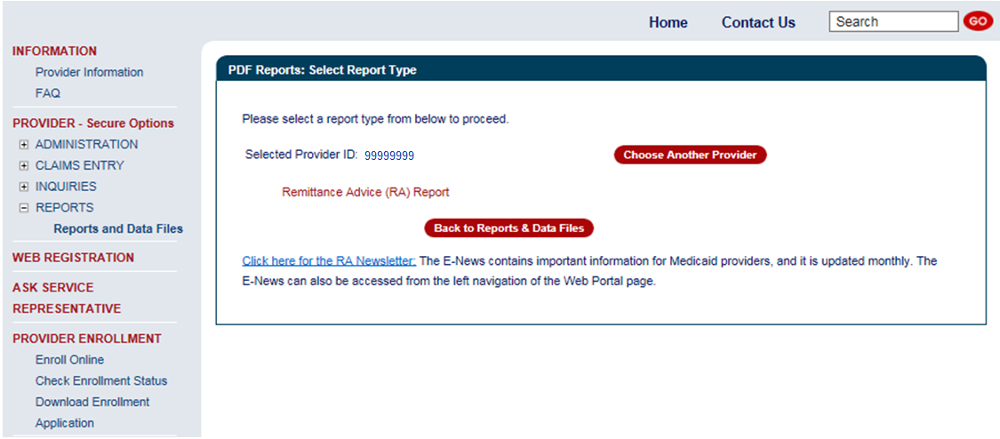 Home Contact Us Search GO
INFORMATION
Provider Information
FAQ
PROVIDER - Secure Options
ADMINISTRATION
CLAIMS ENTRY
INQUIRIES
REPORTS
Reports and Data Files
WEB REGISTRATION
ASK SERVICE
REPRESENTATIVE
PROVIDER ENROLLMENT
Enroll Online
Check Enrollment Status
Download Enrollment
Application
PDF Reports: Select Report Type
Please select a report type from below to proceed.
Selected Provider ID: 99999999 Choose Another Provider
Remittance Advice (RA) Report
Back to Reports & Data Files
Click here for the RA Newsletter: The E-News contains important information for Medicaid providers, and it is updated monthly. The
E-News can also be accessed from the left navigation of the Web Portal page.